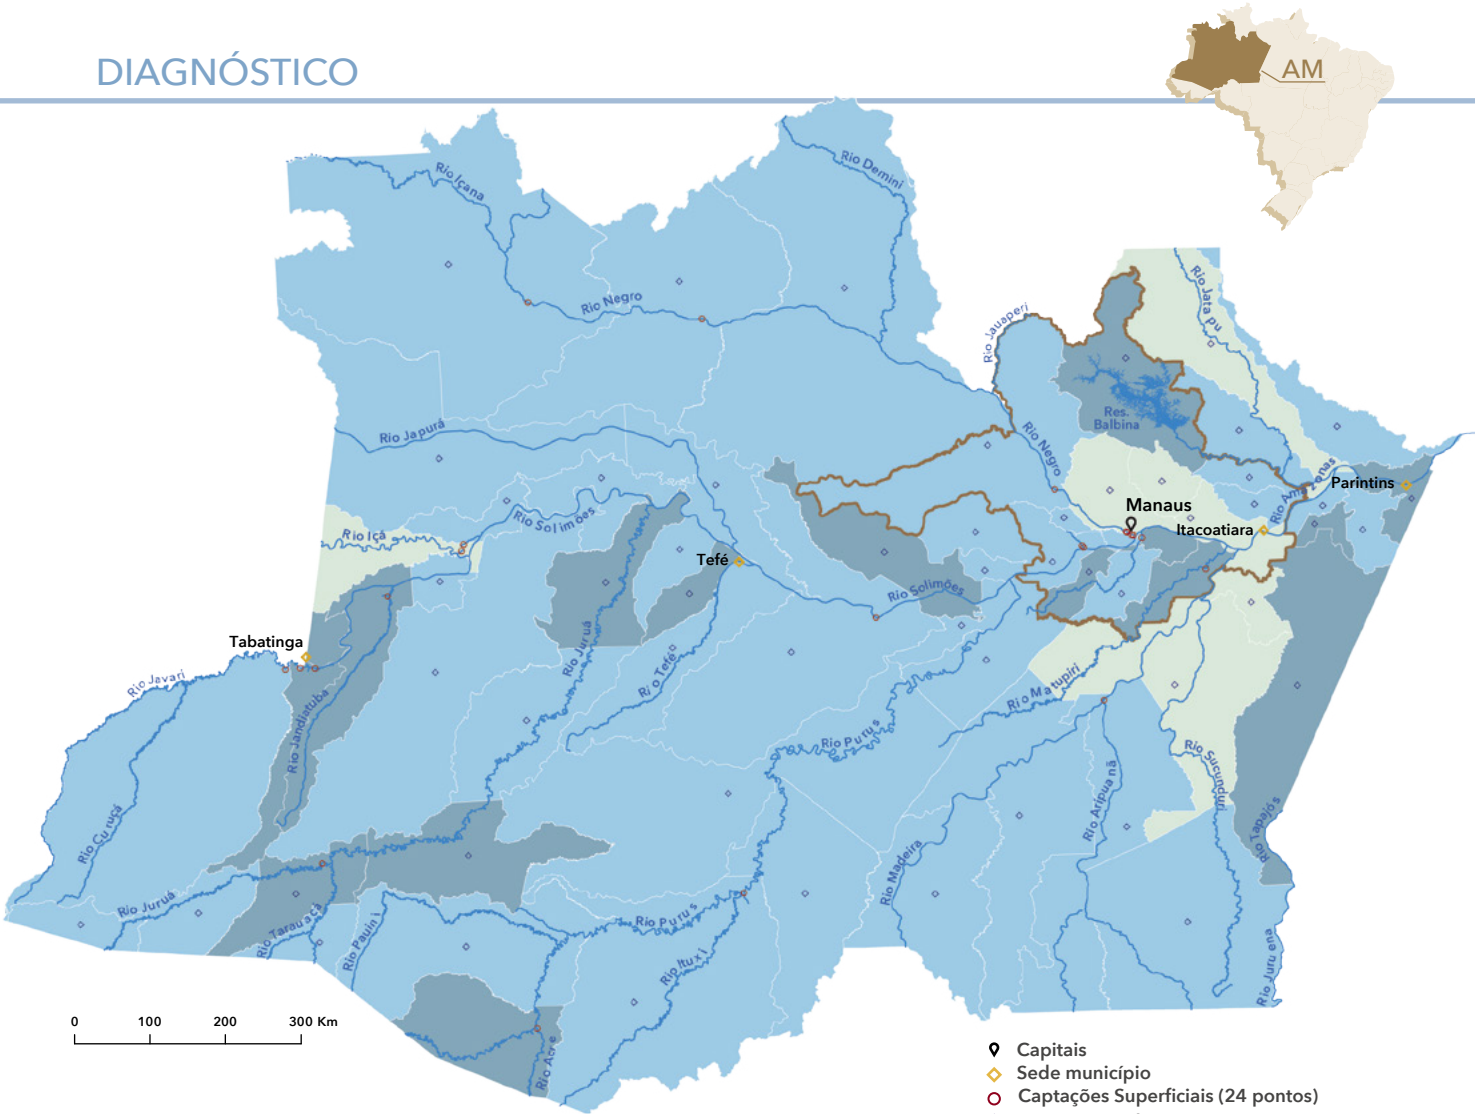 DIAGNÓSTICO
AM
Rio Içana
Rio Demini
Rio Negro
Rio Jauaperi
Rio Jatapu
Rio Japurá
Res.
Balbina
Rio Negro
Rio Amazonas
Parintins
Manaus
Itacoatiara
Rio Içá
Rio Solimões
Tefé
Rio Solimões
Tabatinga
Rio Javari
Rio Juruá
Rio Tefé
Rio Matupiri
Rio Jandiatuba
Rio Purus
Rio Sucunduri
Rio Aripuanã
Rio Curuçá
Rio Tapajós
Rio Madeira
Rio Juruá
Rio Tarauacá
Rio Pauini
Rio Purus
Rio Ituxi
Rio Juruena
Rio Acre
0 100 200 300 Km
Capitais
Sede município
Captações Superficiais (24 pontos)